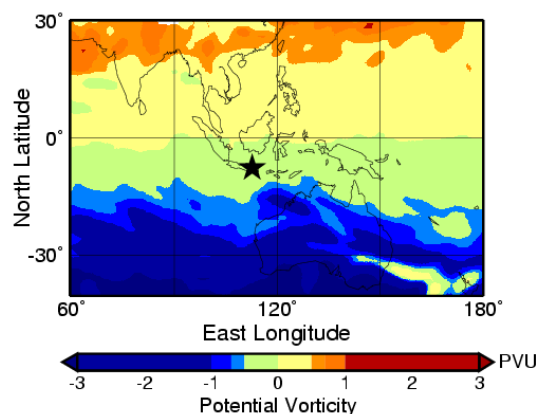 30°
0°
-30°
North Latitude
60° 120° 180°
East Longitude
-3 -2 -1 0 1 3 PVU
Potential Vorticity